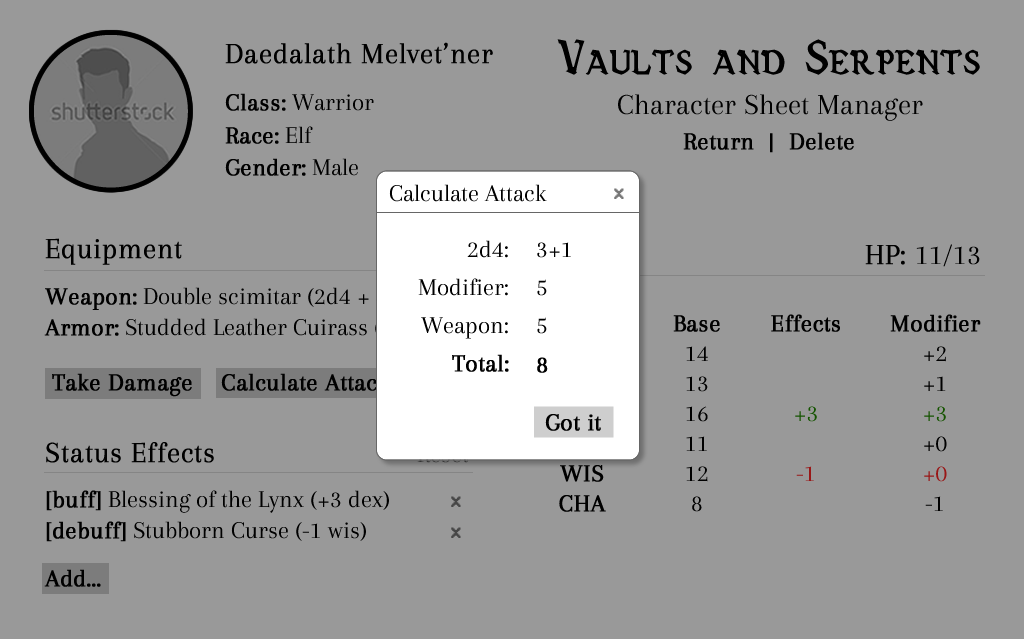 shutterstock
Daedalath Melvet'ner
Class: Warrior
Race: Elf
Gender: Male
VAULTS AND SERPENTS
Character Sheet Manager
Return | Delete
Equipment
Weapon: Double scimitar (2d4 +
Armor: Studded Leather Cuirass
Take Damage
Calculate Attac
Status Effects
[buff] Blessing of the Lynx (+3 dex) x
[debuff] Stubborn Curse (-1 wis) x
Add...
Calculate Attack x
2d4: 3+1
Modifier: 5
Weapon: 5
Total: 8
Got it
HP: 11/13
Base Effects Modifier
14 +2
13 +1
16 +3 +3
11 +0
WIS 12 -1 +0
CHA 8 -1